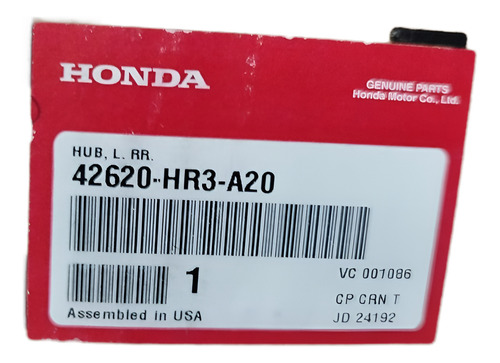 HONDA
GENUINE PARTS
Honda Motor Co., Ltd.
HUB, L. RR.
42620-HR3-A20
1
VC 001086
CP CRN T
Assembled in USA
JD 24192